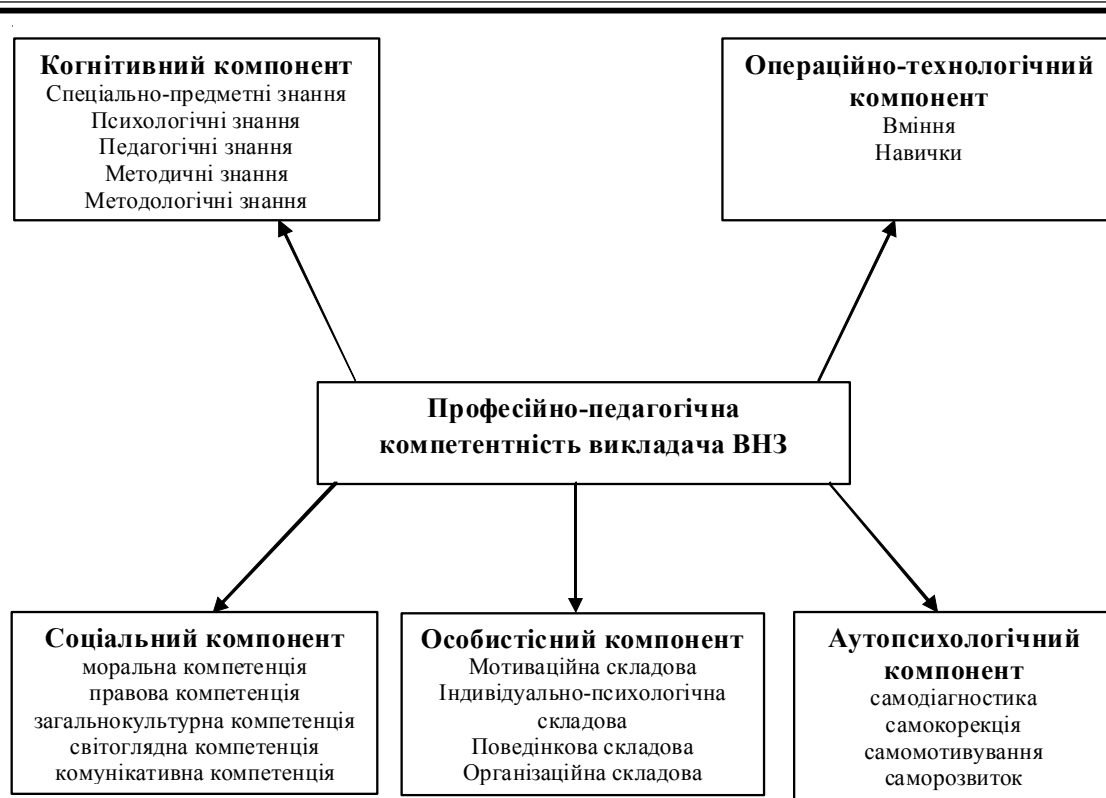 Когнітивний компонент
Спеціально-предметні знання
Психологічні знання
Педагогічні знання
Методичні знання
Методологічні знання
Операційно-технологічний
компонент
Вміння
Навички
Професійно-педагогічна
компетентність викладача ВНЗ
Соціальний компонент
моральна компетенція
правова компетенція
загальнокультурна компетенція
світоглядна компетенція
комунікативна компетенція
Особистісний компонент
Мотиваційна складова
Індивідуально-психологічна
складова
Поведінкова складова
Організаційна складова
Аутопсихологічний
компонент
самодіагностика
самокорекція
самомотивування
саморозвиток